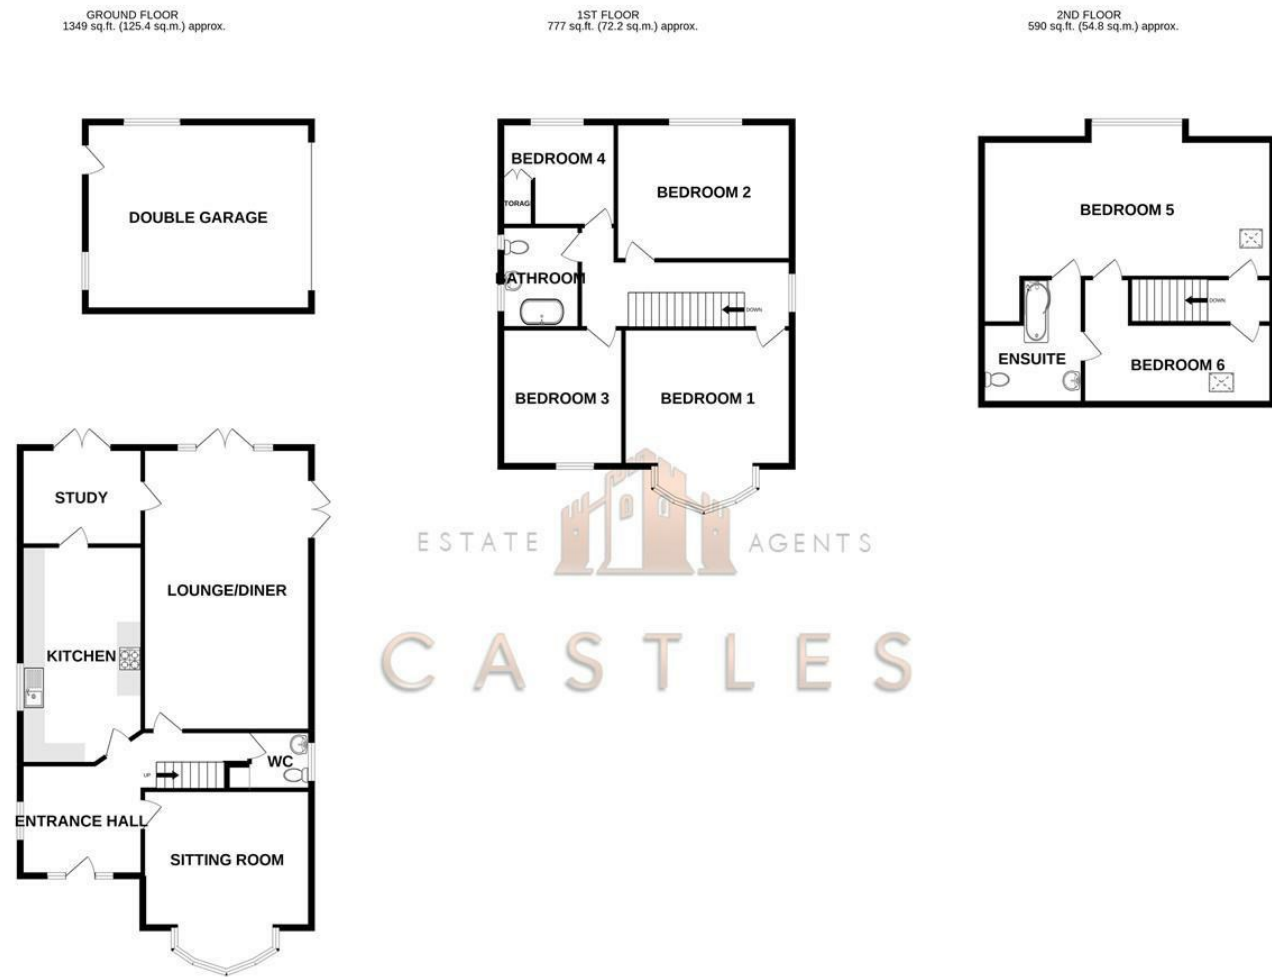 GROUND FLOOR
1349 sq.ft. (125.4 sq.m.) approx.
1ST FLOOR
777 sq.ft. (72.2 sq.m.) approx.
2ND FLOOR
590 sq.ft. (54.8 sq.m.) approx.
DOUBLE GARAGE
BEDROOM 4
TORAG
BEDROOM 2
BATHROOM
DOWN
BEDROOM 3
BEDROOM 1
BEDROOM 5
DOWN
ENSUITE
BEDROOM 6
STUDY
LOUNGE/DINER
KITCHEN
WC
UP
ENTRANCE HALL
SITTING ROOM
ESTATE AGENTS
CASTLES